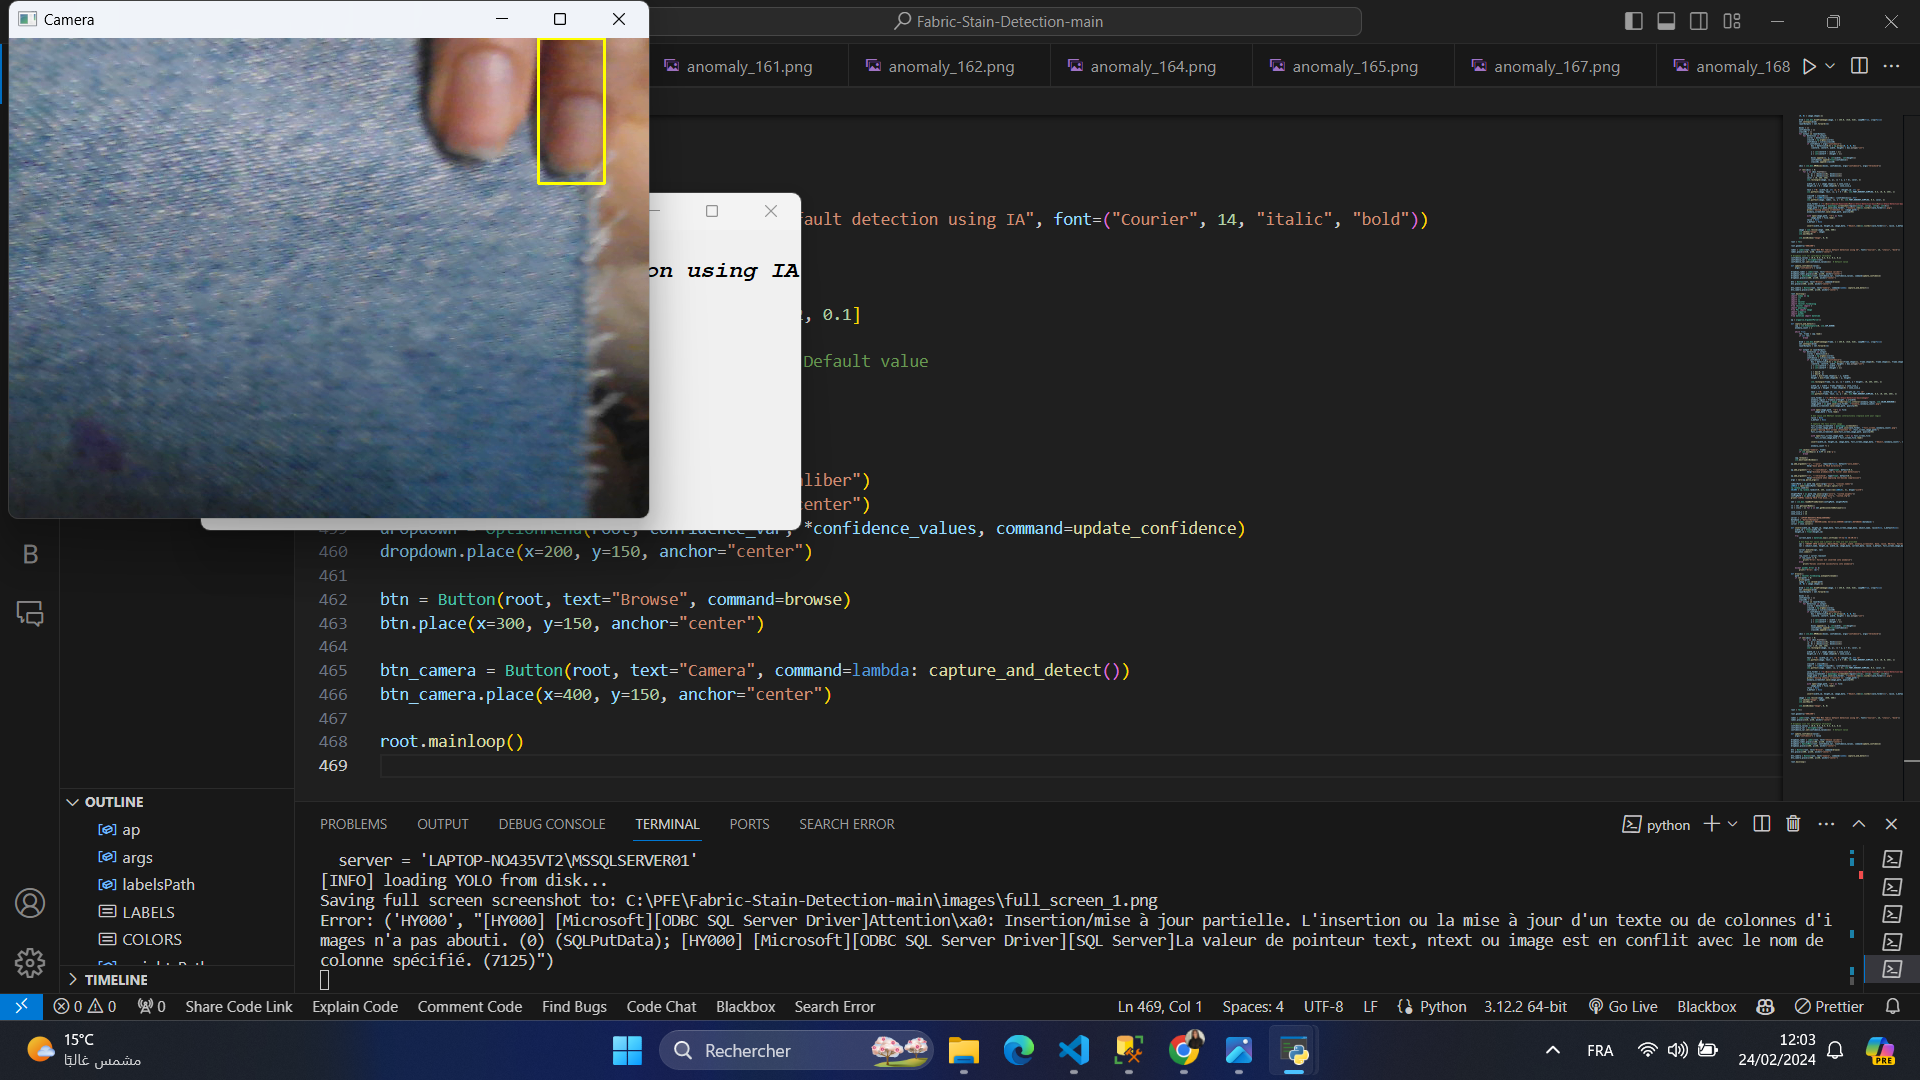 Camera
Fabric-Stain-Detection-main
anomaly_161.png
anomaly_162.png
anomaly_164.png
anomaly_165.png
anomaly_167.png
anomaly_168
fault detection using IA", font=("Courier", 14, "italic", "bold"))
on using IA
, 0.1]
Default value
liber")
enter")
dropdown = OptionMenu(root, confidence_var, *confidence_values, command=update_confidence)
460 dropdown.place(x=200, y=150, anchor="center")
461
462 btn = Button(root, text="Browse", command=browse)
463 btn.place(x=300, y=150, anchor="center")
464
465 btn_camera = Button(root, text="Camera", command=lambda: capture_and_detect())
466 btn_camera.place(x=400, y=150, anchor="center")
467
468 root.mainloop()
469
OUTLINE
ap
args
labelsPath
LABELS
COLORS
TIMELINE
PROBLEMS OUTPUT DEBUG CONSOLE TERMINAL PORTS SEARCH ERROR
python
server = 'LAPTOP-NO435VT2\MSSQLSERVER01'
[INFO] loading YOLO from disk...
Saving full screen screenshot to: C:\PFE\Fabric-Stain-Detection-main\images\full_screen_1.png
Error: ('HY000', "[HY000] [Microsoft][ODBC SQL Server Driver]Attention\xa0: Insertion/mise à jour partielle. L'insertion ou la mise à jour d'un texte ou de colonnes d'i
mages n'a pas abouti. (0) (SQLPutData); [HY000] [Microsoft][ODBC SQL Server Driver][SQL Server]La valeur de pointeur text, ntext ou image est en conflit avec le nom de
colonne spécifié. (7125)")
0 0 0 Share Code Link Explain Code Comment Code Find Bugs Code Chat Blackbox Search Error
Ln 469, Col 1 Spaces: 4 UTF-8 LF Python 3.12.2 64-bit Go Live Blackbox Prettier
15°C
مشمس غالبًا
Rechercher
PRE
FRA
12:03
24/02/2024